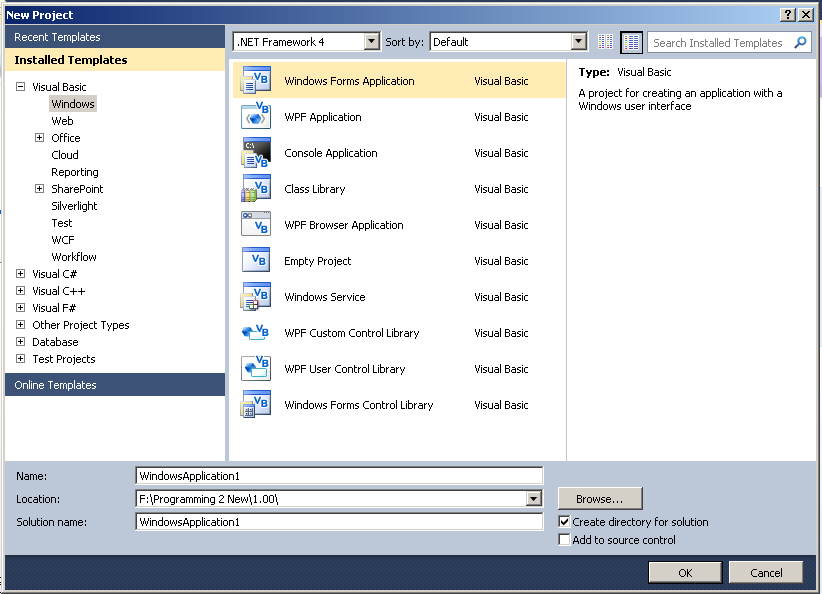 New Project
Recent Templates
.NET Framework 4 Sort by: Default Search Installed Templates
Installed Templates
Visual Basic
Windows
Web
Office
Cloud
Reporting
SharePoint
Silverlight
Test
WCF
Workflow
Visual C#
Visual C++
Visual F#
Other Project Types
Database
Test Projects
Online Templates
Windows Forms Application Visual Basic
WPF Application Visual Basic
Console Application Visual Basic
Class Library Visual Basic
WPF Browser Application Visual Basic
Empty Project Visual Basic
Windows Service Visual Basic
WPF Custom Control Library Visual Basic
WPF User Control Library Visual Basic
Windows Forms Control Library Visual Basic
Type: Visual Basic
A project for creating an application with a
Windows user interface
Name: WindowsApplication1
Location: F:\Programming 2 New\1.00\ Browse...
Solution name: WindowsApplication1
Create directory for solution
Add to source control
OK Cancel